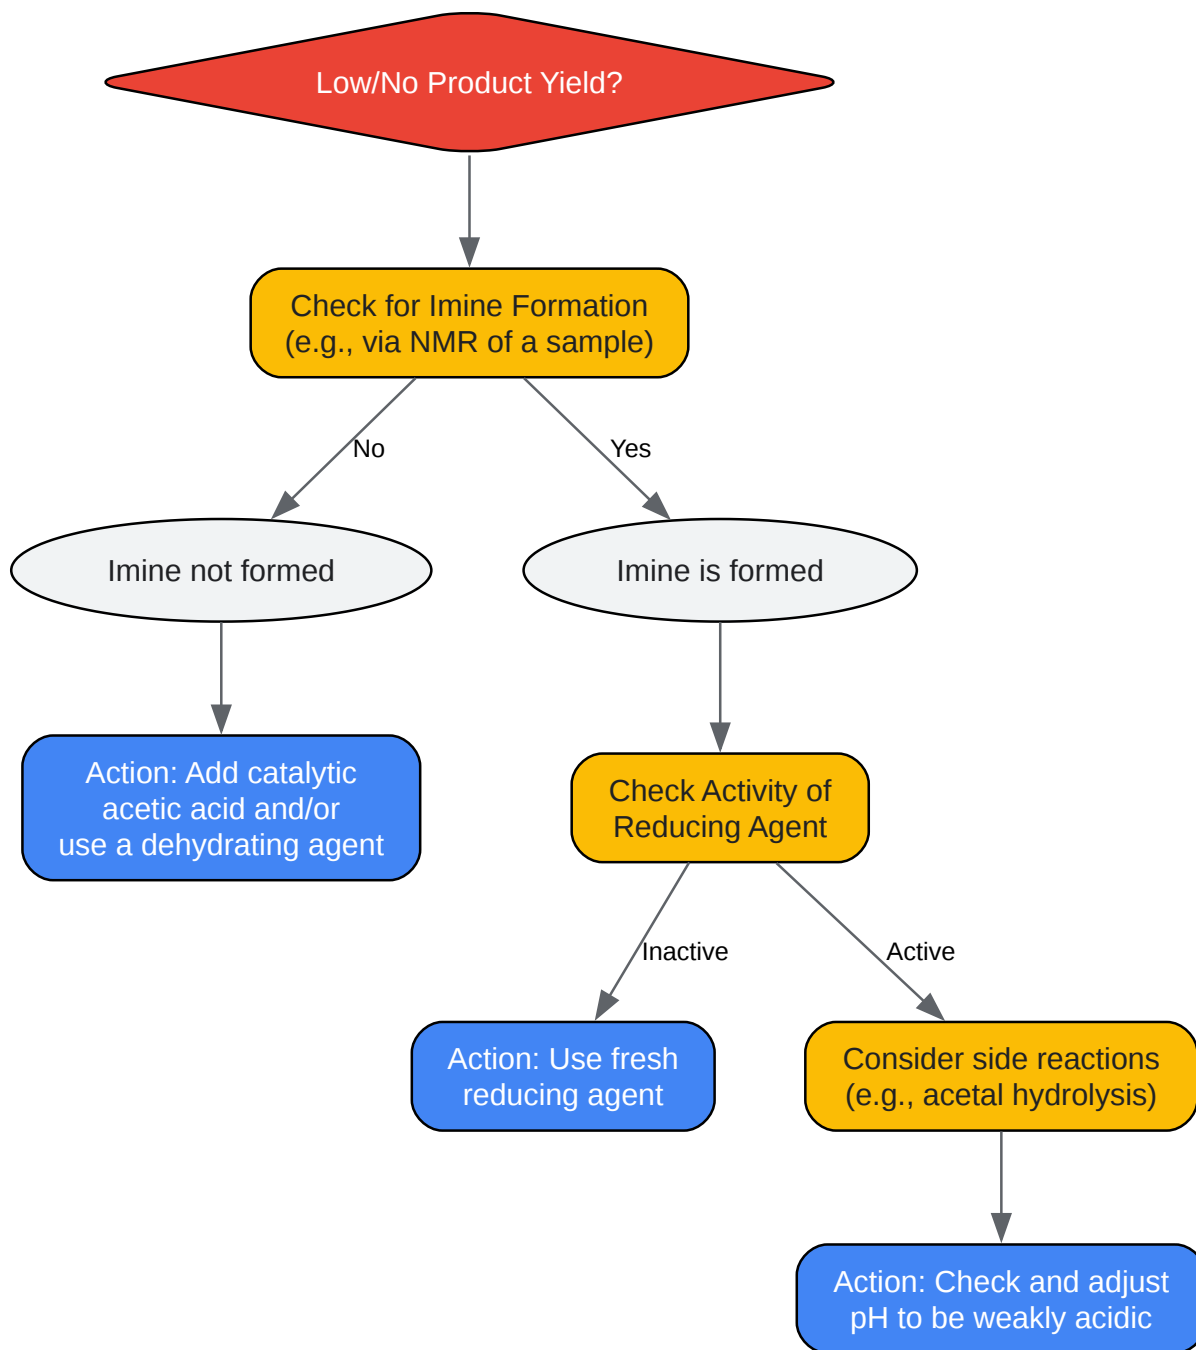 Low/No Product Yield?
Check for Imine Formation
(e.g., via NMR of a sample)
No
Yes
Imine not formed
Imine is formed
Action: Add catalytic
acetic acid and/or
use a dehydrating agent
Check Activity of
Reducing Agent
Inactive
Active
Action: Use fresh
reducing agent
Consider side reactions
(e.g., acetal hydrolysis)
Action: Check and adjust
pH to be weakly acidic